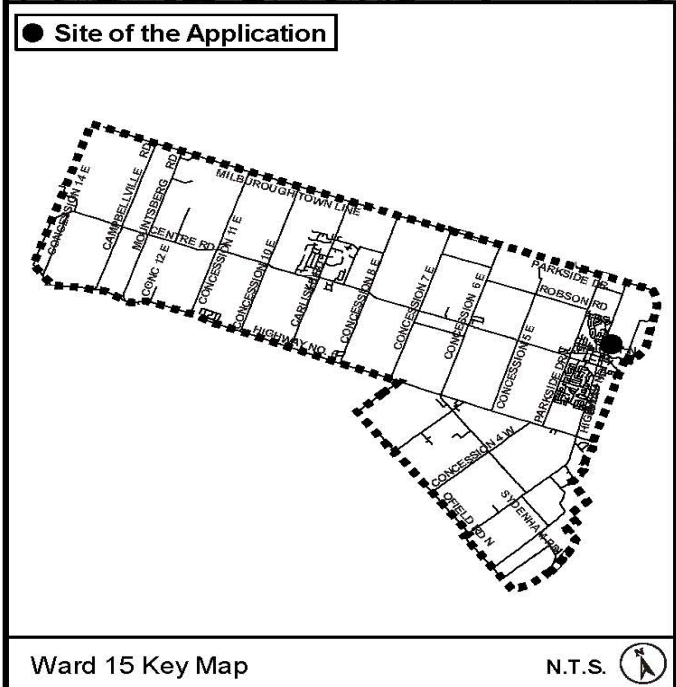 Site of the Application
CONCESSION 14 E
CAMPBELLVILLE RD
MOUNTSBERG RD
MILBOROUGH TOWN LINE
CENTRE RD
CONC 12 E
CONCESSION 11 E
CONCESSION 10 E
CARLISLE
CONCESSION 8 E
CONCESSION 7 E
CONCESSION 6 E
PARKSIDE DR
ROBSON RD
HIGHWAY NO
CONCESSION 5 E
PARKSIDE DR
CONCESSION 4 W
OFIELD RD N
SYDENHAM
Ward 15 Key Map
N.T.S.
N